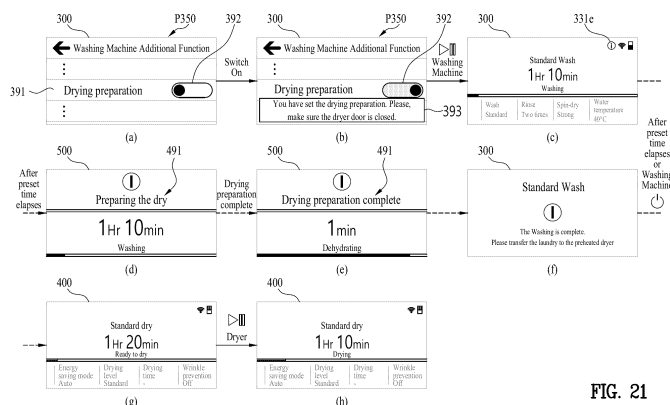 300
P350
392
Washing Machine Additional Function
391
Drying preparation
(a)
Switch
On
300
P350
392
Washing Machine Additional Function
Drying preparation
You have set the drying preparation. Please,
make sure the dryer door is closed.
393
(b)
Washing
Machine
300
331e
Standard Wash
1Hr 10min
Washing
Wash
Standard
Rinse
Two times
Spin-dry
Strong
Water
temperature
40°C
(c)
After
preset
time
elapses
or
Washing
Machine
After
preset
time
elapses
500
491
Preparing the dry
1Hr 10min
Washing
(d)
Drying
preparation
complete
500
491
Drying preparation complete
1min
Dehydrating
(e)
300
Standard Wash
The Washing is complete.
Please transfer the laundry to the preheated dryer
(f)
400
Standard dry
1Hr 20min
Ready to dry
Energy
saving mode
Auto
Drying
level
Standard
Drying
time
-
Wrinkle
prevention
Off
(g)
Dryer
400
Standard dry
1Hr 10min
Drying
Energy
saving mode
Auto
Drying
level
Standard
Drying
time
-
Wrinkle
prevention
Off
(h)
FIG. 21